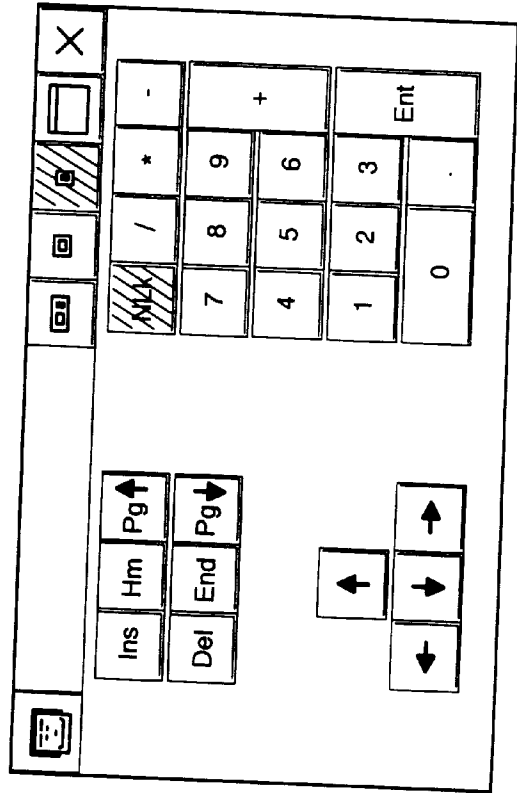 Ins Hm Pg↑ NLk / * -
Del End Pg↓ 7 8 9 +
4 5 6
↑ 1 2 3 Ent
← ↓ → 0 .